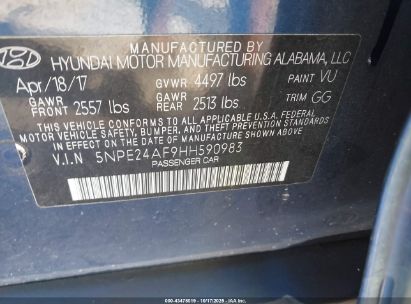 MANUFACTURED BY
HYUNDAI MOTOR MANUFACTURING ALABAMA, LLC
Apr/18/17 GVWR 4497 lbs PAINT VU
GAWR FRONT 2557 lbs GAWR REAR 2513 lbs TRIM GG
THIS VEHICLE CONFORMS TO ALL APPLICABLE U.S.A. FEDERAL
MOTOR VEHICLE SAFETY, BUMPER, AND THEFT PREVENTION
STANDARDS IN EFFECT ON THE DATE OF MANUFACTURE SHOWN ABOVE.
V.I.N 5NPE24AF9HH590983
PASSENGER CAR